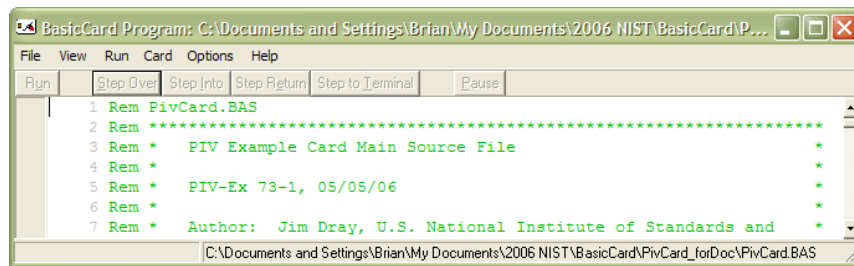 BasicCard Program: C:\Documents and Settings\Brian\My Documents\2006 NIST\BasicCard\P...
File View Run Card Options Help
Run Step Over Step Into Step Return Step to Terminal Pause
1 Rem PivCard.BAS
2 Rem *************************************************************************
3 Rem * PIV Example Card Main Source File *
4 Rem * *
5 Rem * PIV-Ex 73-1, 05/05/06 *
6 Rem * *
7 Rem * Author: Jim Dray, U.S. National Institute of Standards and *
C:\Documents and Settings\Brian\My Documents\2006 NIST\BasicCard\PivCard_forDoc\PivCard.BAS